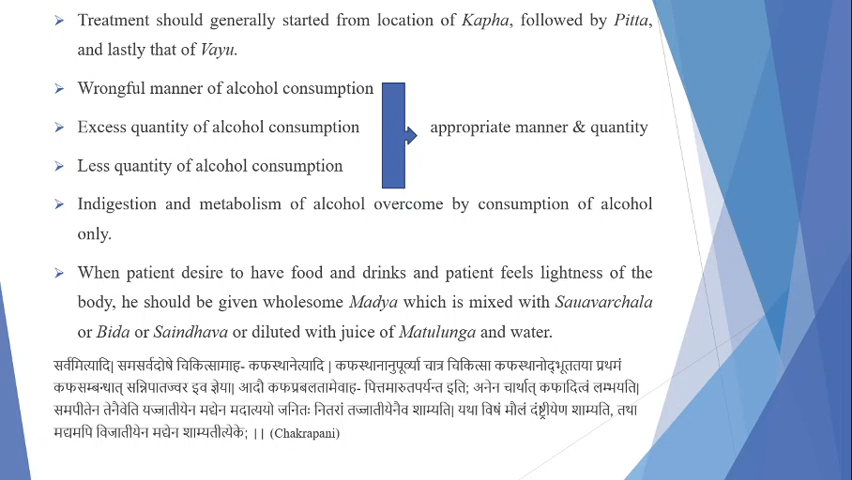 Treatment should generally started from location of Kapha, followed by Pitta,
and lastly that of Vayu.
Wrongful manner of alcohol consumption
Excess quantity of alcohol consumption
appropriate manner & quantity
Less quantity of alcohol consumption
Indigestion and metabolism of alcohol overcome by consumption of alcohol
only.
When patient desire to have food and drinks and patient feels lightness of the
body, he should be given wholesome Madya which is mixed with Sauavarchala
or Bida or Saindhava or diluted with juice of Matulunga and water.
सर्वमित्यादि| समसर्वदोषे चिकित्सामाह- कफस्थानेत्यादि | कफस्थानानुपूर्व्या चात्र चिकित्सा कफस्थानोद्भूततया प्रथमं
कफसम्बन्धात् सन्निपातज्वर इव ज्ञेया| आदौ कफप्रबलतामेवाह- पित्तमारुतपर्यन्त इति; अनेन चार्थात् कफादित्वं लम्भयति|
समपीतेन तेनैवेति यज्जातीयेन मद्येन मदात्ययो जनितः नितरां तज्जातीयेनैव शाम्यति| यथा विषं मौलं दंष्ट्रीयेण शाम्यति, तथा
मद्यमपि विजातीयेन मद्येन शाम्यतीत्येके; || (Chakrapani)